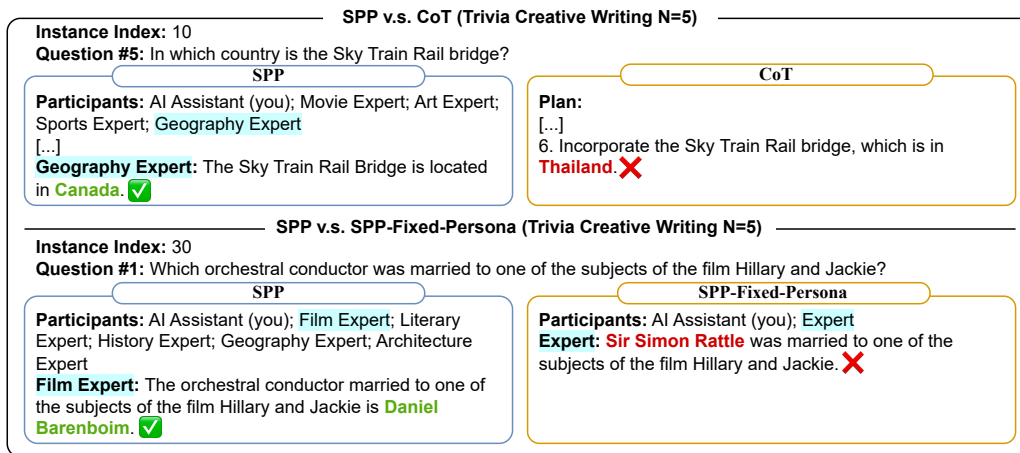 SPP v.s. CoT (Trivia Creative Writing N=5)
Instance Index: 10
Question #5: In which country is the Sky Train Rail bridge?
SPP
Participants: AI Assistant (you); Movie Expert; Art Expert;
Sports Expert; Geography Expert
[...]
Geography Expert: The Sky Train Rail Bridge is located
in Canada.
CoT
Plan:
[...]
6. Incorporate the Sky Train Rail bridge, which is in
Thailand.
SPP v.s. SPP-Fixed-Persona (Trivia Creative Writing N=5)
Instance Index: 30
Question #1: Which orchestral conductor was married to one of the subjects of the film Hillary and Jackie?
SPP
Participants: AI Assistant (you); Film Expert; Literary
Expert; History Expert; Geography Expert; Architecture
Expert
Film Expert: The orchestral conductor married to one of
the subjects of the film Hillary and Jackie is Daniel
Barenboim.
SPP-Fixed-Persona
Participants: AI Assistant (you); Expert
Expert: Sir Simon Rattle was married to one of the
subjects of the film Hillary and Jackie.